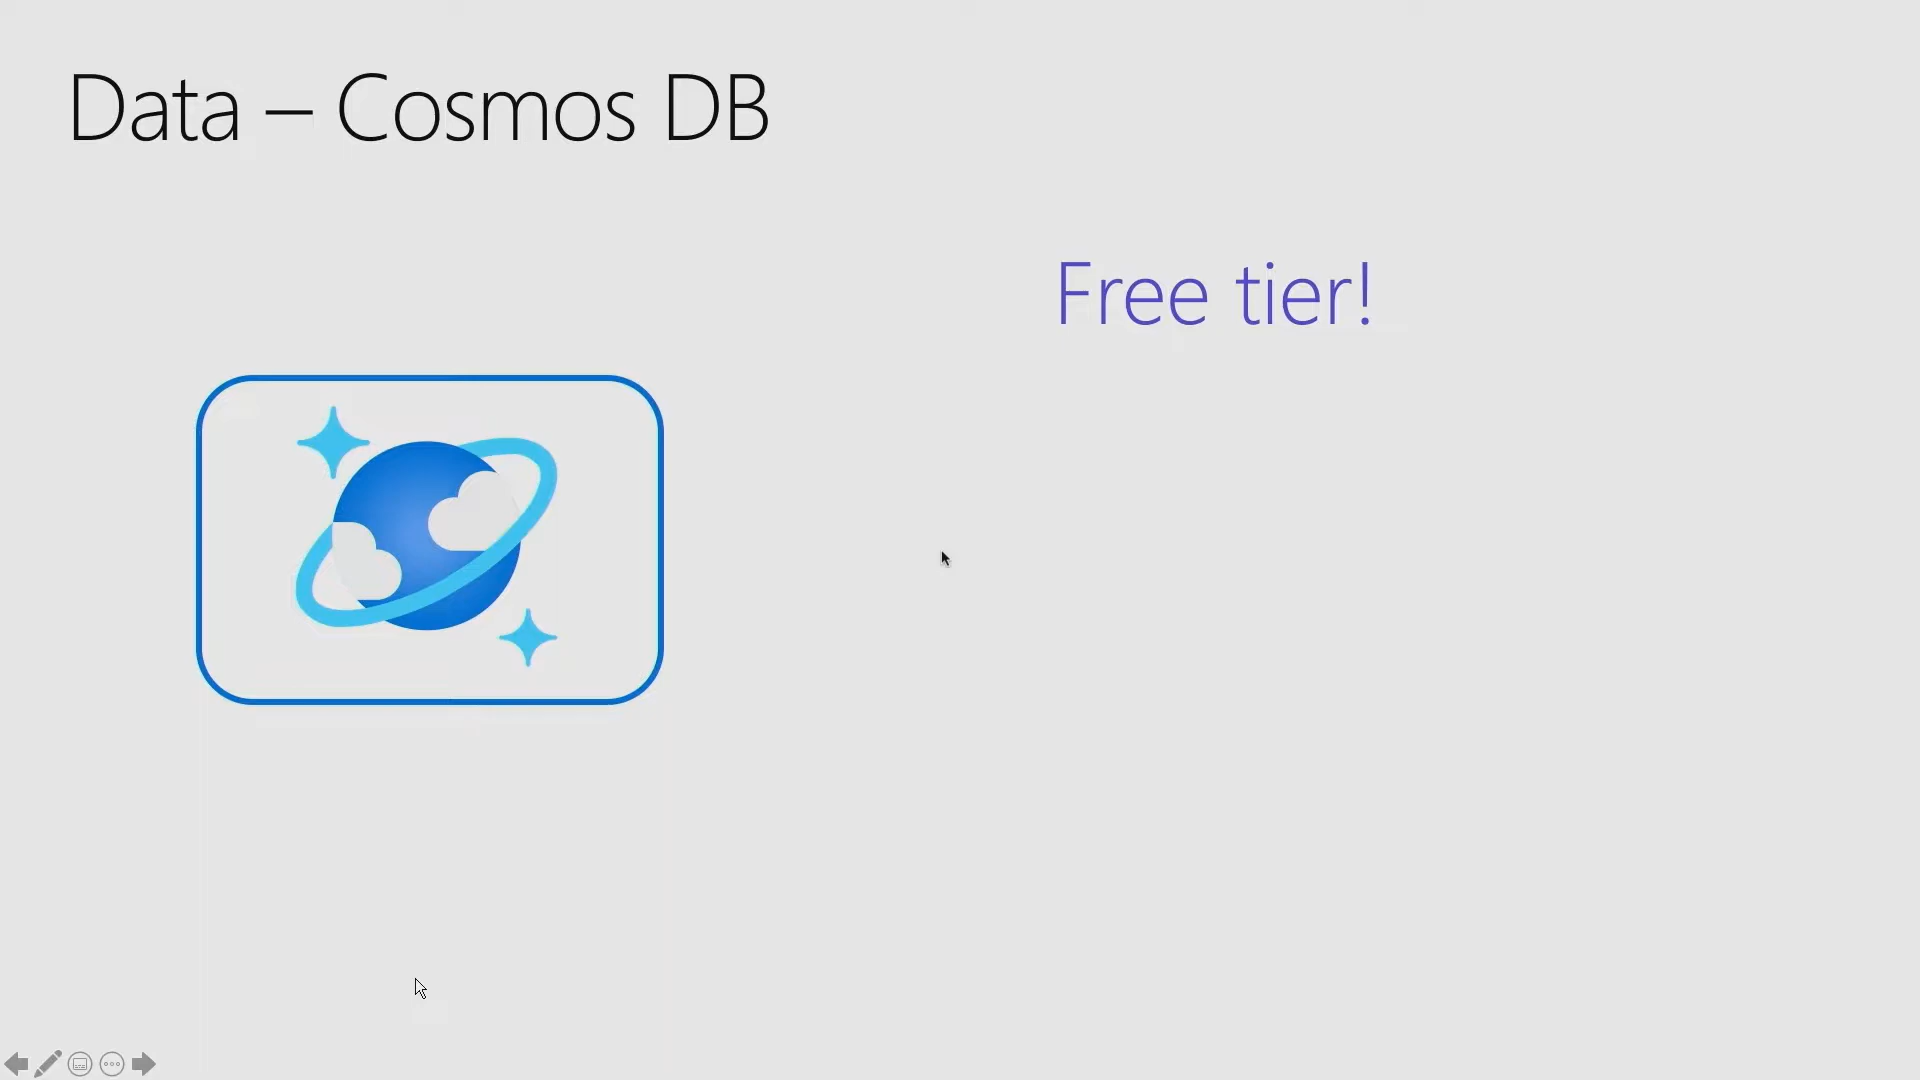 Data – Cosmos DB
Free tier!